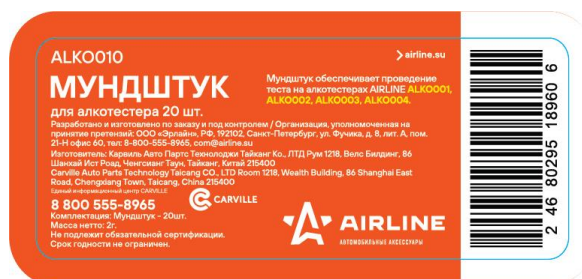 ALKO010
airline.su
МУНДШТУК
для алкотестера 20 шт.
Мундштук обеспечивает проведение
теста на алкотестерах AIRLINE ALKO001,
ALKO002, ALKO003, ALKO004.
Разработано и изготовлено по заказу и под контролем / Организация, уполномоченная на
принятие претензий: ООО «Эрлайн», РФ, 192102, Санкт-Петербург, ул. Фучика, д. 8, лит. А, пом.
21-Н офис 60, тел: 8-800-555-8965, com@airline.su
Изготовитель: Карвиль Авто Партс Технолоджи Тайканг Ко., ЛТД Рум 1218, Велс Билдинг, 86
Шанхай Ист Роад, Ченгсианг Таун, Тайканг, Китай 215400
Carville Auto Parts Technology Taicang CO., LTD Room 1218, Wealth Building, 86 Shanghai East
Road, Chengxiang Town, Taicang, China 215400
Единый информационный центр CARVILLE
8 800 555-8965
CARVILLE
Комплектация: Мундштук - 20шт.
Масса нетто: 2г.
Не подлежит обязательной сертификации.
Срок годности не ограничен.
AIRLINE
АВТОМОБИЛЬНЫЕ АКСЕССУАРЫ
2 46 80295 18960 6